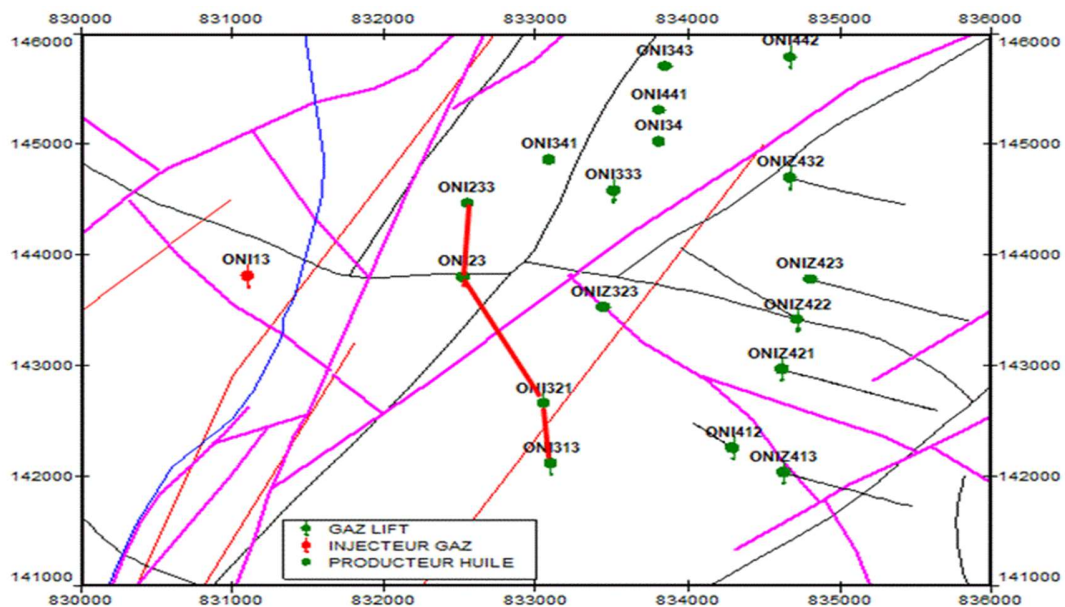 830000 831000 832000 833000 834000 835000 836000
146000 146000
ONI442
ONI343
ONI441
145000 145000
ONI34
ONI341
ONIZ432
ONI333
ONI233
144000 144000
ONI13
ONI23
ONIZ423
ONIZ323
ONIZ422
143000 143000
ONIZ421
ONI321
ONI412
ONI313
ONIZ413
142000 142000
GAZ LIFT
INJECTEUR GAZ
PRODUCTEUR HUILE
141000 141000
830000 831000 832000 833000 834000 835000 836000